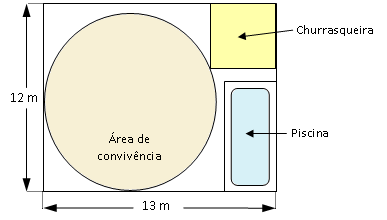 Churrasqueira
12 m
Área de
convivência
Piscina
13 m